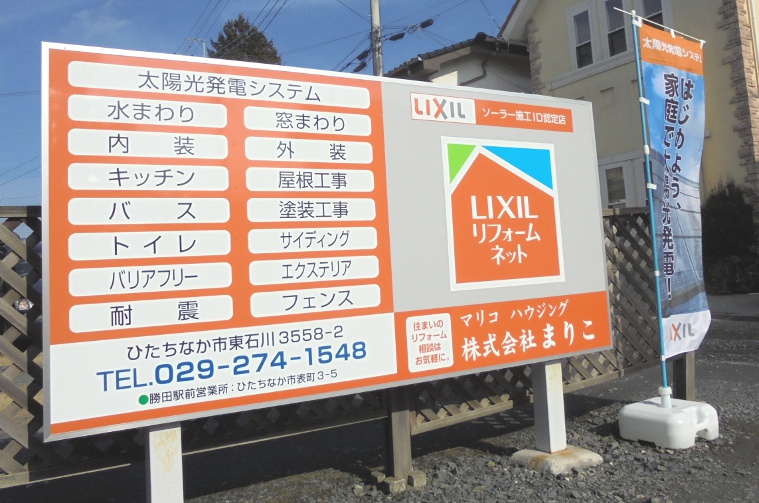 太陽光発電システム
水まわり
窓まわり
内装
外装
キッチン
屋根工事
バス
塗装工事
トイレ
サイディング
バリアフリー
エクステリア
耐震
フェンス
ひたちなか市東石川3558-2
TEL.029-274-1548
●勝田駅前営業所:ひたちなか市表町3-5
LIXIL
ソーラー施工ID認定店
LIXIL
リフォーム
ネット
住まいの
リフォーム
相談は
お気軽に。
マリコ ハウジング
株式会社まりこ
太陽光発電システム
はじめよう、
家庭で太陽光発電!
LIXIL